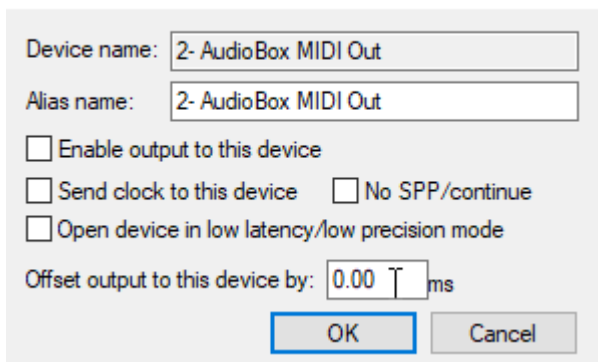 Device name: 2- AudioBox MIDI Out
Alias name: 2- AudioBox MIDI Out
Enable output to this device
Send clock to this device No SPP/continue
Open device in low latency/low precision mode
Offset output to this device by: 0.00 ms
OK Cancel